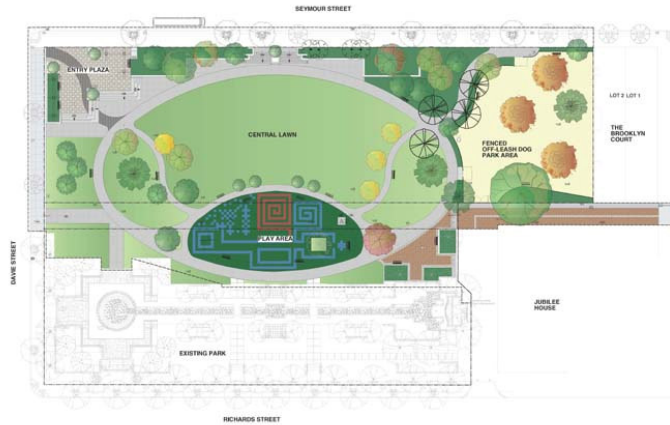 SEYMOUR STREET
ENTRY PLAZA
CENTRAL LAWN
FENCED
OFF-LEASH DOG
PARK AREA
LOT 2 LOT 1
THE
BROOKLYN
COURT
PLAY AREA
DAVIE STREET
JUBILEE
HOUSE
EXISTING PARK
RICHARDS STREET